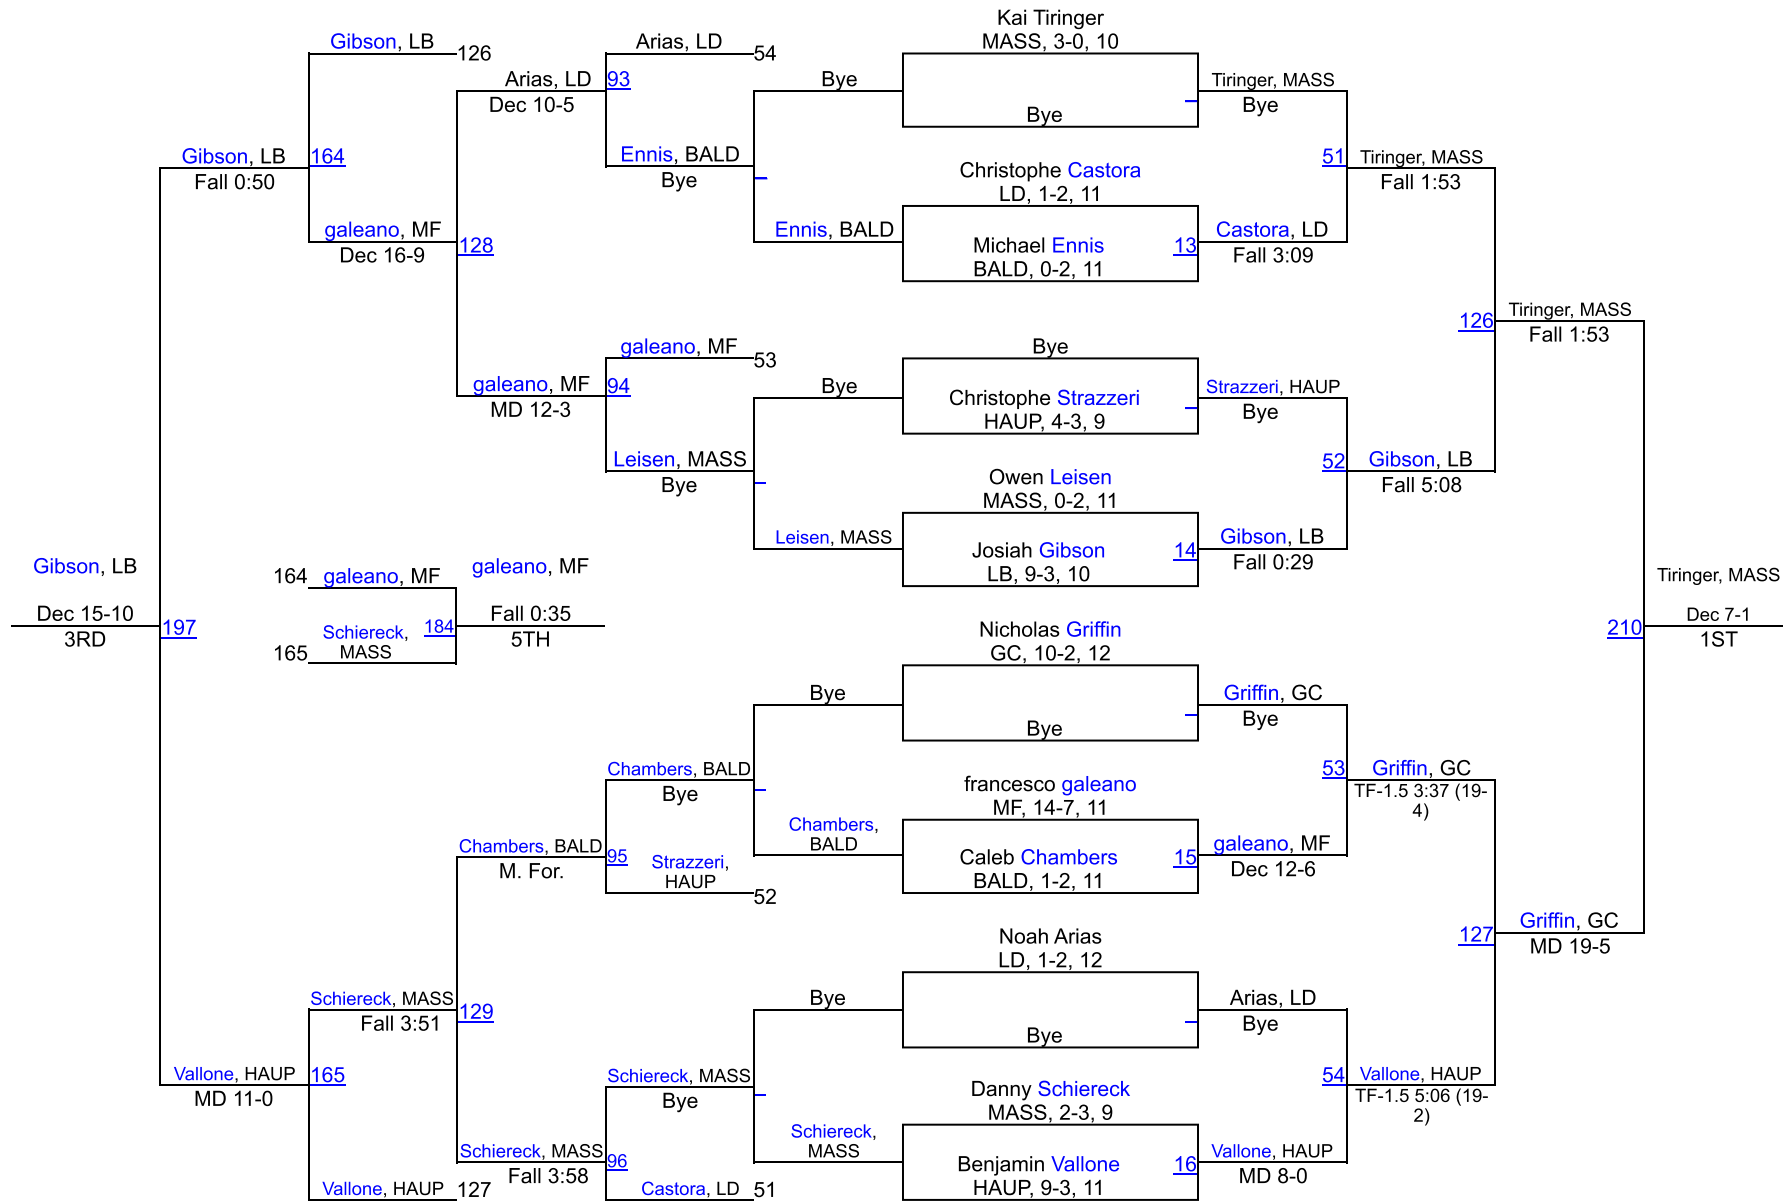 Kai Tiringer
MASS, 3-0, 10
Gibson, LB
126
Arias, LD
54
Arias, LD
93
Dec 10-5
Bye
Tiringer, MASS
Bye
Bye
Gibson, LB
164
Fall 0:50
Ennis, BALD
Bye
Christophe Castora
LD, 1-2, 11
51
Tiringer, MASS
Fall 1:53
galeano, MF
Dec 16-9
128
Ennis, BALD
Michael Ennis
BALD, 0-2, 11
13
Castora, LD
Fall 3:09
126
Tiringer, MASS
Fall 1:53
galeano, MF
53
Bye
galeano, MF
94
MD 12-3
Bye
Christophe Strazzeri
HAUP, 4-3, 9
Strazzeri, HAUP
Bye
Leisen, MASS
Bye
Owen Leisen
MASS, 0-2, 11
52
Gibson, LB
Fall 5:08
Leisen, MASS
Josiah Gibson
LB, 9-3, 10
14
Gibson, LB
Fall 0:29
Gibson, LB
Dec 15-10
3RD
197
164
galeano, MF
galeano, MF
Schiereck,
MASS
165
184
Fall 0:35
5TH
Tiringer, MASS
210
Dec 7-1
1ST
Nicholas Griffin
GC, 10-2, 12
Bye
Bye
Griffin, GC
Bye
Chambers, BALD
Bye
francesco galeano
MF, 14-7, 11
53
Griffin, GC
TF-1.5 3:37 (19-
4)
Chambers,
BALD
Caleb Chambers
BALD, 1-2, 11
15
galeano, MF
Dec 12-6
Chambers, BALD
M. For.
95
Strazzeri,
HAUP
52
127
Griffin, GC
MD 19-5
Noah Arias
LD, 1-2, 12
Bye
Bye
Arias, LD
Bye
Schiereck, MASS
Fall 3:51
129
Vallone, HAUP
MD 11-0
165
Schiereck, MASS
Bye
Danny Schiereck
MASS, 2-3, 9
54
Vallone, HAUP
TF-1.5 5:06 (19-
2)
Schiereck,
MASS
Benjamin Vallone
HAUP, 9-3, 11
16
Vallone, HAUP
MD 8-0
Schiereck, MASS
Fall 3:58
96
Vallone, HAUP
127
Castora, LD
51